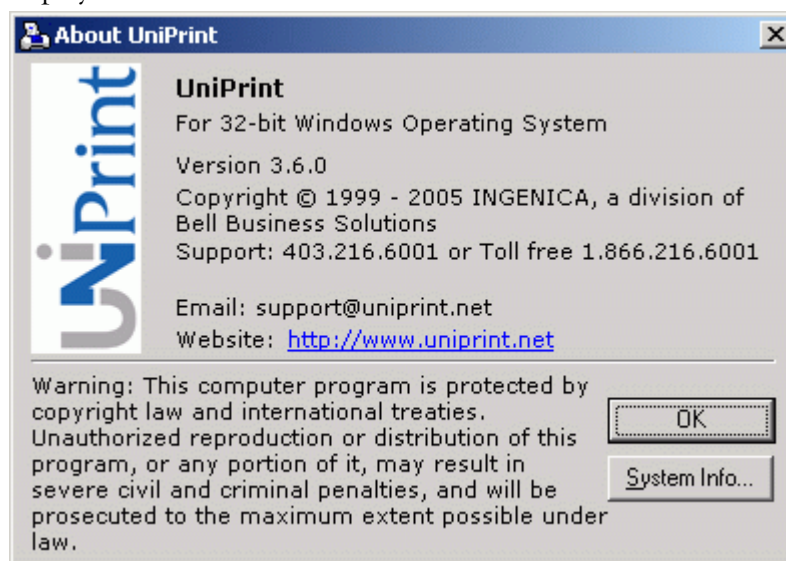 About UniPrint
UniPrint
UniPrint
For 32-bit Windows Operating System
Version 3.6.0
Copyright © 1999 - 2005 INGENICA, a division of
Bell Business Solutions
Support: 403.216.6001 or Toll free 1.866.216.6001
Email: support@uniprint.net
Website: http://www.uniprint.net
Warning: This computer program is protected by
copyright law and international treaties.
Unauthorized reproduction or distribution of this
program, or any portion of it, may result in
severe civil and criminal penalties, and will be
prosecuted to the maximum extent possible under
law.
OK
System Info...